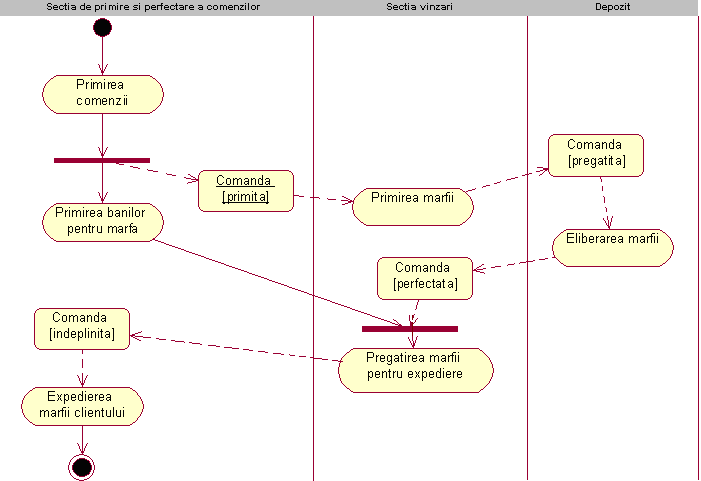 Sectia de primire si perfectare a comenzilor
Sectia vinzari
Depozit
Primirea
comenzii
Comanda
[pregatita]
Comanda
[primita]
Primirea marfii
Primirea banilor
pentru marfa
Eliberarea marfii
Comanda
[perfectata]
Comanda
[indeplinita]
Pregatirea marfii
pentru expediere
Expedierea
marfii clientului